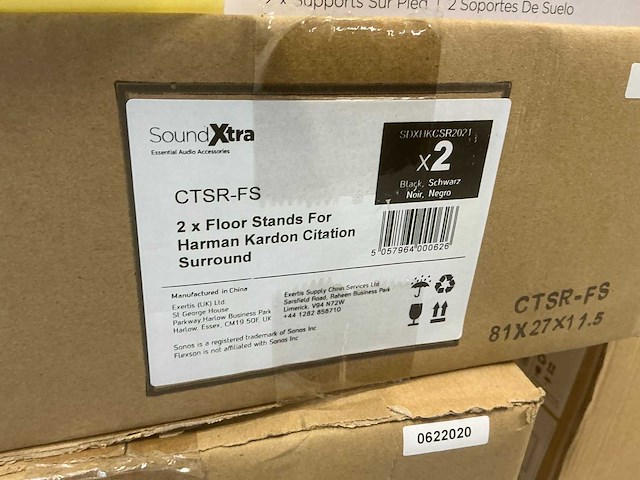 2 x Supports Sur Pied | 2 Soportes De Suelo
SoundXtra
Essential Audio Accessories
SDXHKCSR2021
x2
Black, Schwarz
Noir, Negro
CTSR-FS
2 x Floor Stands For
Harman Kardon Citation
Surround
5 057964 000626
Manufactured in China
Exertis (UK) Ltd.
St George House
Parkway,Harlow Business Park
Harlow, Essex, CM19 5QF, UK
Exertis Supply Chain Services Ltd
Sarsfield Road, Raheen Business Park
Limerick, V94 N72W
+44 1282 858710
Sonos is a registered trademark of Sonos Inc
Flexson is not affiliated with Sonos Inc
CTSR-FS
81X27X11.5
0622020